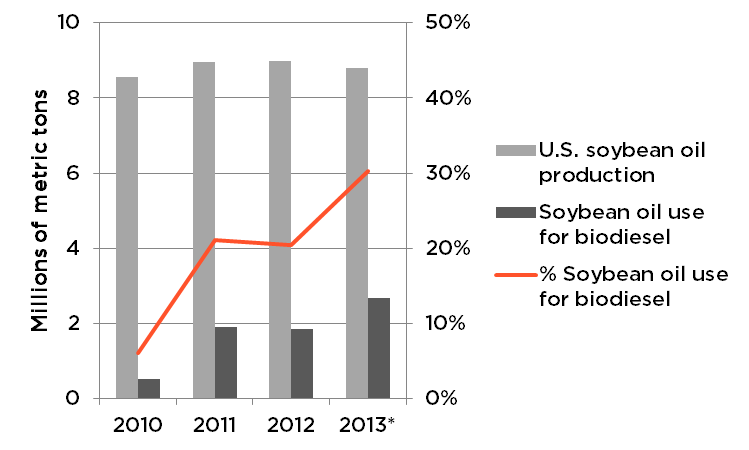 Millions of metric tons
10
8
6
4
2
0
50%
40%
30%
20%
10%
0%
2010 2011 2012 2013*
U.S. soybean oil
production
Soybean oil use
for biodiesel
% Soybean oil use
for biodiesel